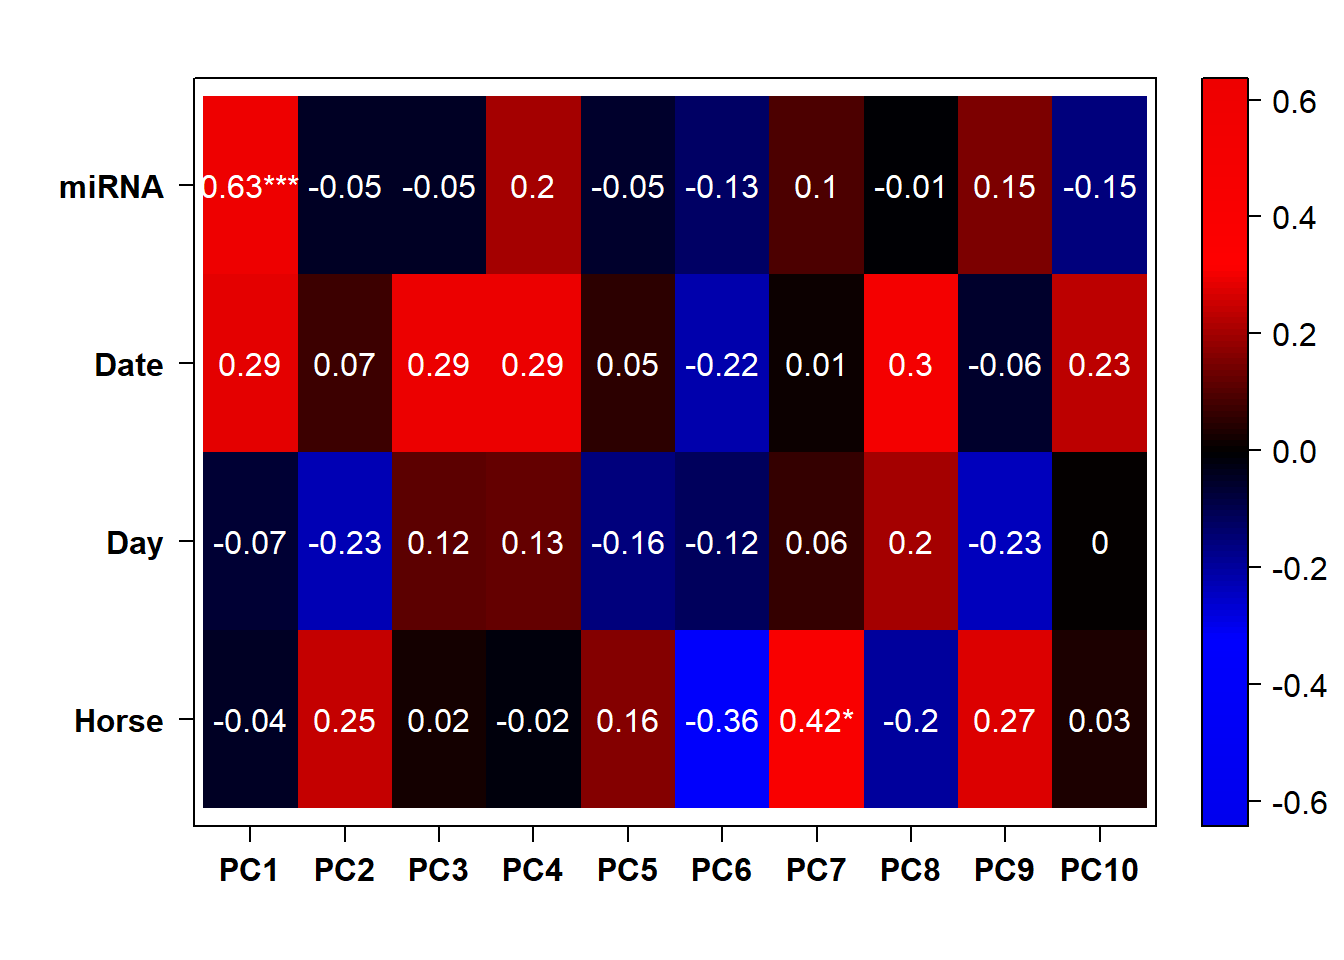 0.6
miRNA 0.63*** -0.05 -0.05 0.2 -0.05 -0.13 0.1 -0.01 0.15 -0.15
0.4
0.2
Date 0.29 0.07 0.29 0.29 0.05 -0.22 0.01 0.3 -0.06 0.23
0.0
Day -0.07 -0.23 0.12 0.13 -0.16 -0.12 0.06 0.2 -0.23 0
-0.2
-0.4
Horse -0.04 0.25 0.02 -0.02 0.16 -0.36 0.42* -0.2 0.27 0.03
-0.6
PC1 PC2 PC3 PC4 PC5 PC6 PC7 PC8 PC9 PC10